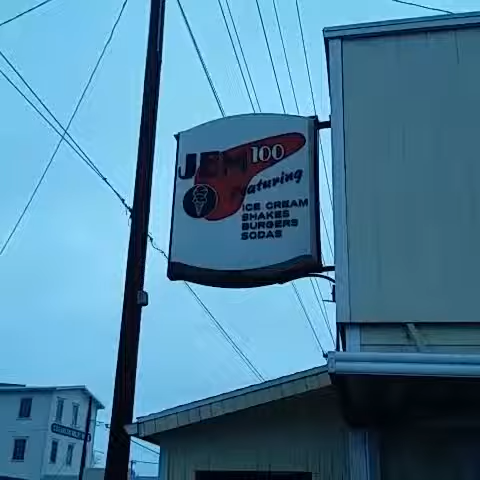 JEM 100
Featuring
ICE CREAM
SHAKES
BURGERS
SODAS